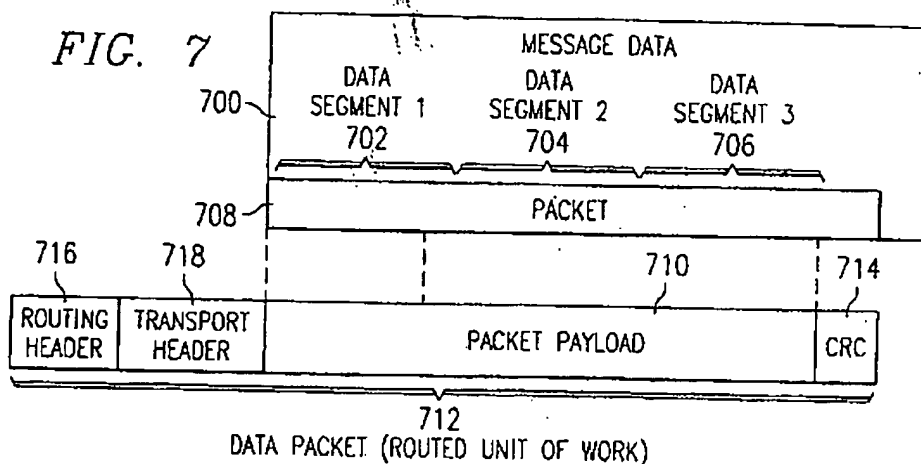 FIG. 7
MESSAGE DATA
700
DATA SEGMENT 1 702
DATA SEGMENT 2 704
DATA SEGMENT 3 706
708
PACKET
716
718
710
714
ROUTING HEADER
TRANSPORT HEADER
PACKET PAYLOAD
CRC
712
DATA PACKET (ROUTED UNIT OF WORK)